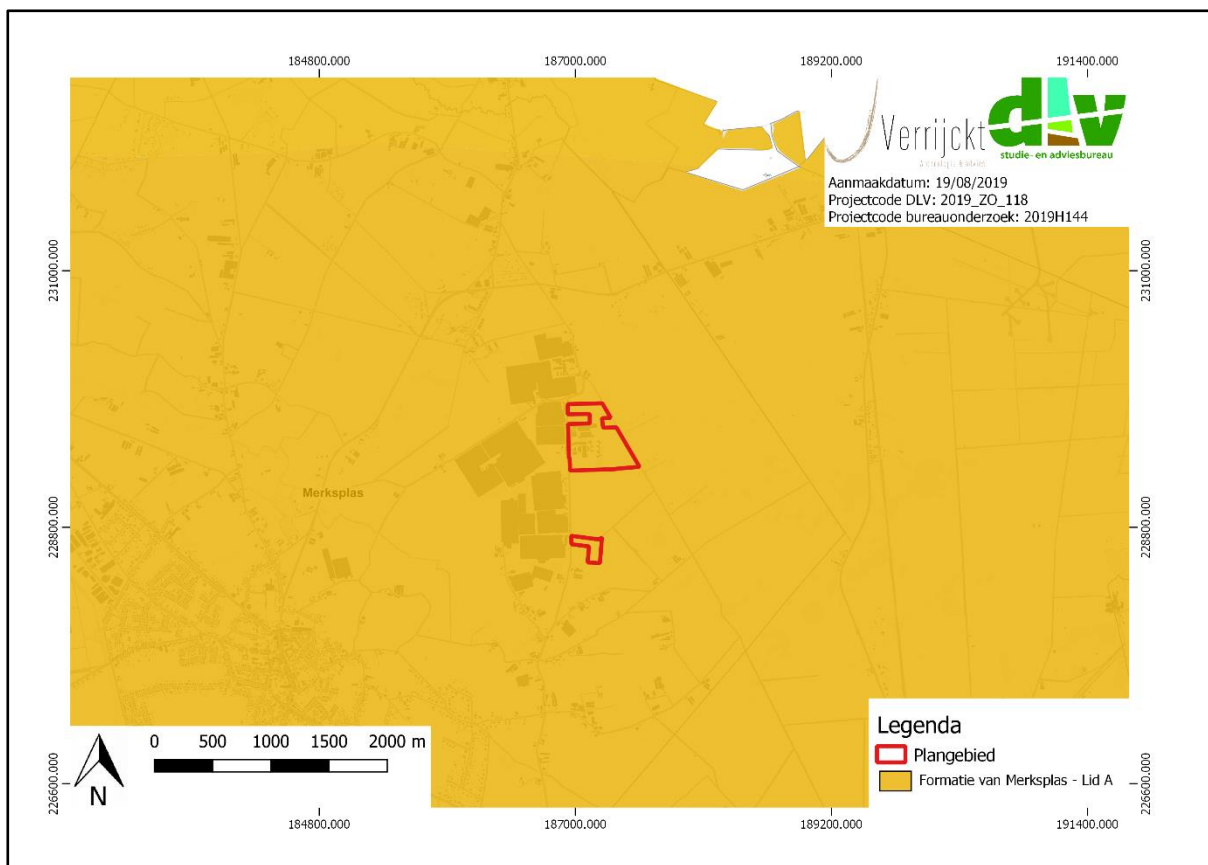 184800.000 187000.000 189200.000 191400.000
Verrijckt
dlv
studie- en adviesbureau
Aanmaakdatum: 19/08/2019
Projectcode DLV: 2019_ZO_118
Projectcode bureauonderzoek: 2019H144
231000.000 231000.000
Merksplas
228800.000 228800.000
Legenda
Plangebied
Formatie van Merksplas - Lid A
0 500 1000 1500 2000 m
N
226600.000 226600.000
184800.000 187000.000 189200.000 191400.000